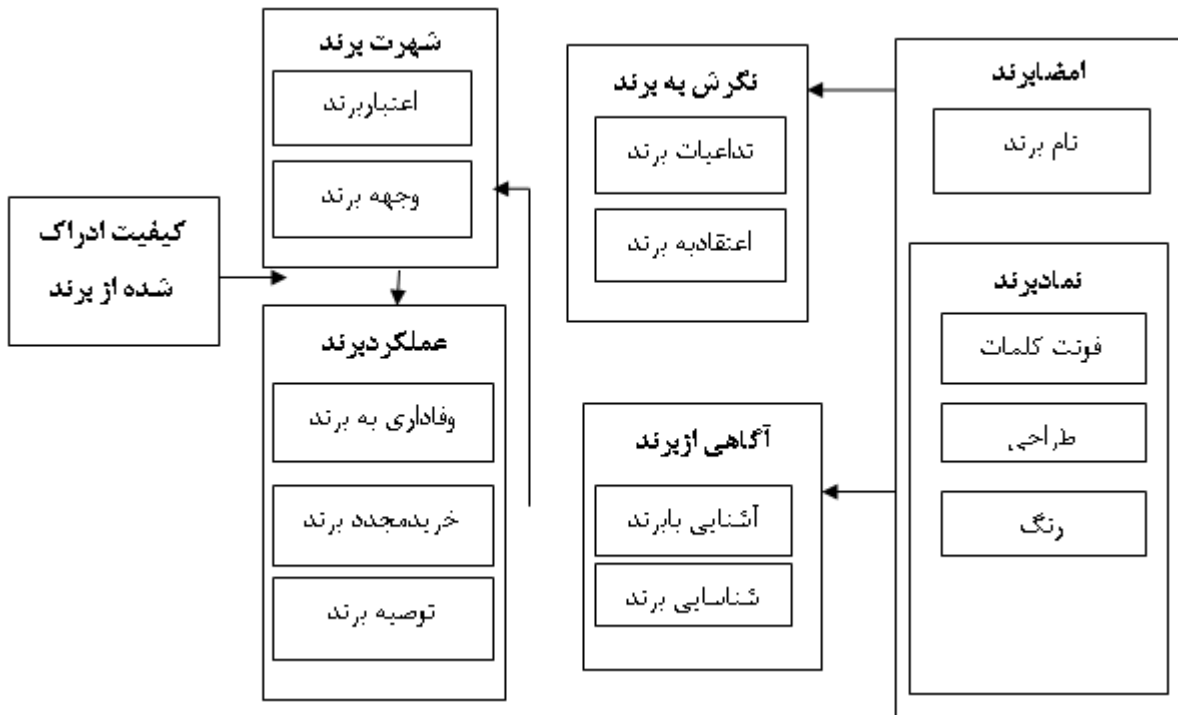 امضابرند
نام برند
نمادبرند
فونت کلمات
طراحی
رنگ
نگرش به برند
تداعیات برند
اعتقادبه برند
آگاهی ازبرند
آشنایی بابرند
شناسایی برند
شهرت برند
اعتباربرند
وجهه برند
عملکردبرند
وفاداری به برند
خریدمجدد برند
توصیه برند
کیفیت ادراک
شده از برند